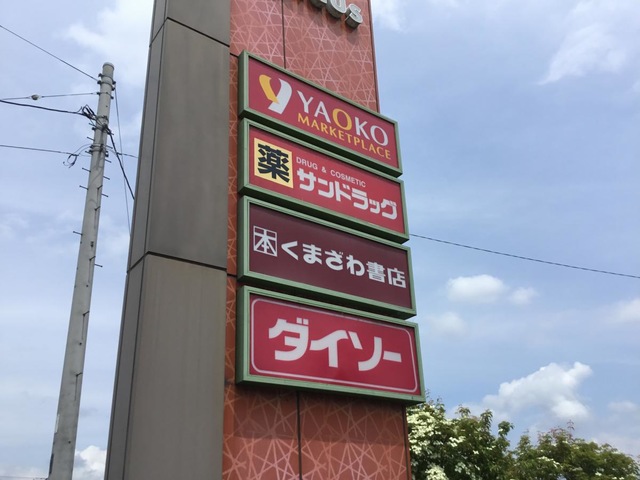 YAOKO
MARKETPLACE
薬
DRUG & COSMETIC
サンドラッグ
本 くまざわ書店
ダイソー